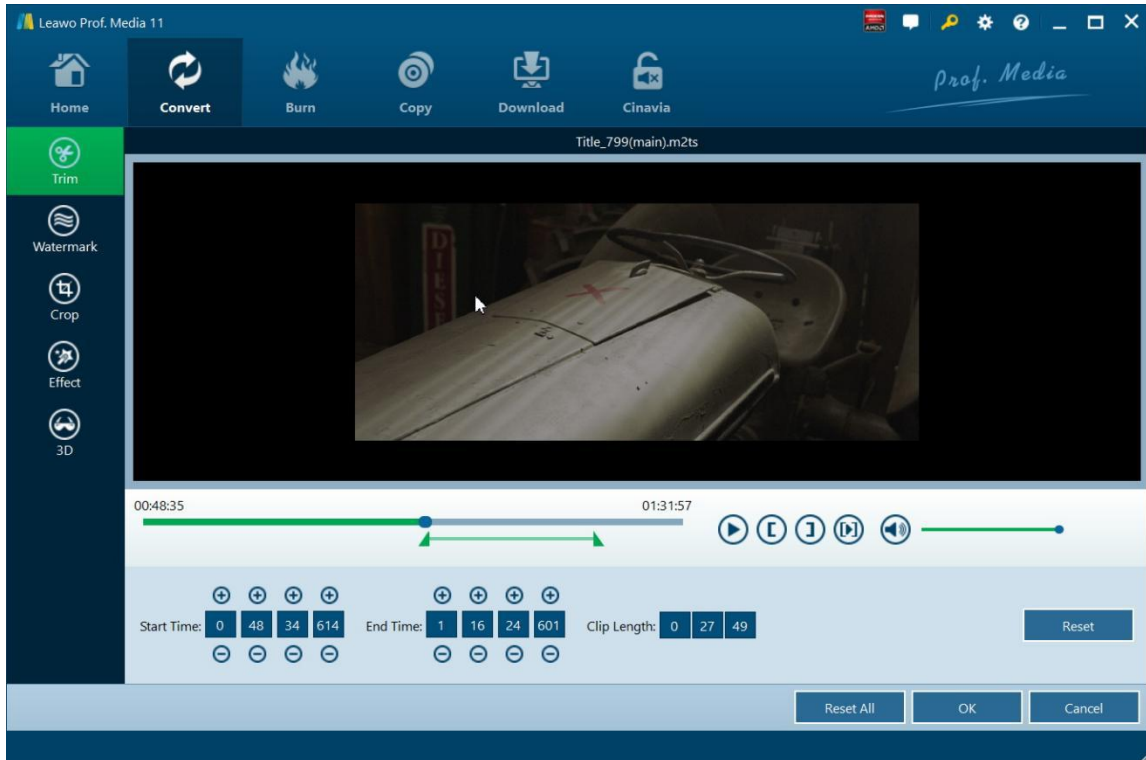 Leawo Prof. Media 11
Home
Convert
Burn
Copy
Download
Cinavia
Prof. Media
Title_799(main).m2ts
Trim
Watermark
Crop
Effect
3D
DIESE
00:48:35
01:31:57
Start Time: 0 48 34 614 End Time: 1 16 24 601 Clip Length: 0 27 49
Reset
Reset All
OK
Cancel